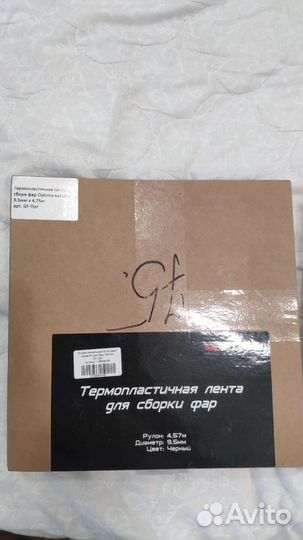 Термопластичная лента
сбора фар Optima
9,5мм х 4,75м
арт. GF-Opt
Gf
Термопластичная лента
для сборки фар
Рулон: 4,57м
Диаметр: 9,5мм
Цвет: Черный
Avito